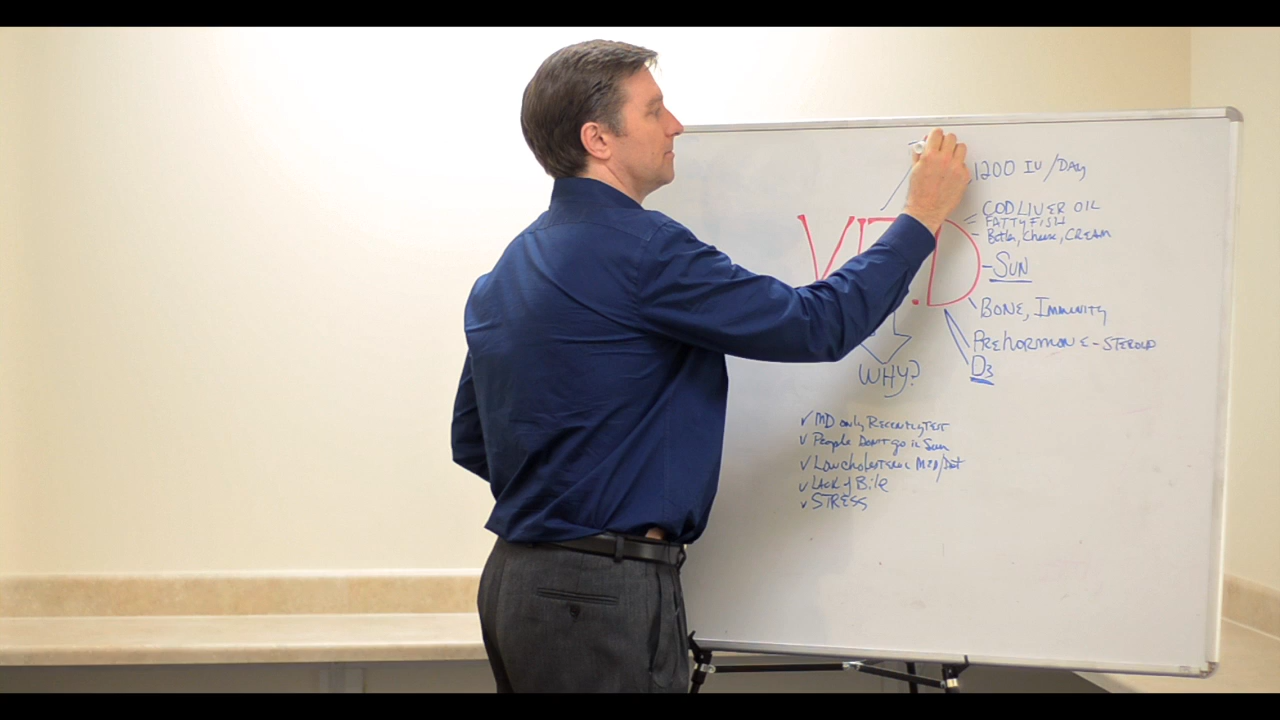 1200 IU/DAY
COD LIVER OIL
FATTY FISH
Butter, Cheese, CREAM
VIT. D
- SUN
BONE, Immunity
PREHORMONE - STEROID
D3
WHY?
✓ MD only Recently TEST
✓ People Don't go in Sun
✓ Low cholesterol MED/Diet
✓ LACK of Bile
✓ STRESS